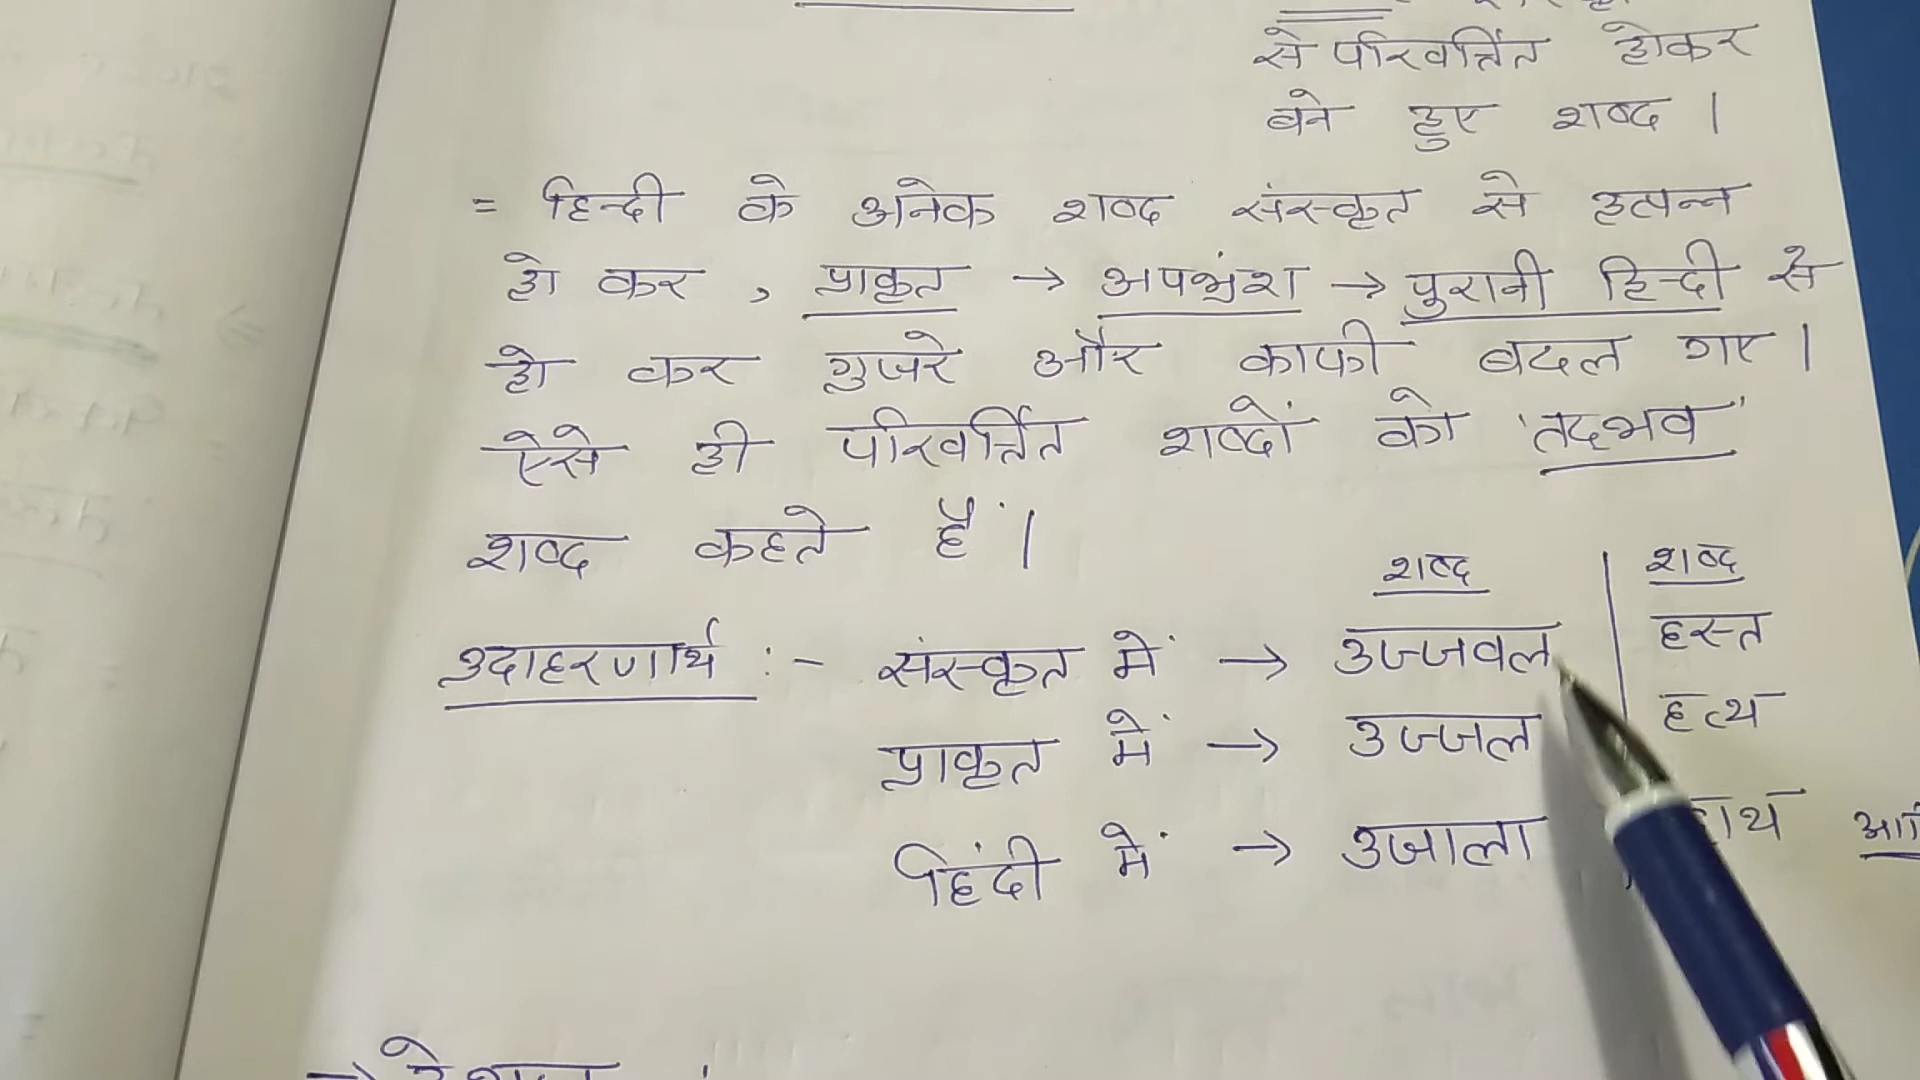 से परिवर्त्तित होकर
बने हुए शब्द ।
= हिन्दी के अनेक शब्द संस्कृत से उत्पन्न
हो कर , प्राकृत → अपभ्रंश → पुरानी हिन्दी से
हो कर गुजरे और काफी बदल गए ।
ऐसे ही परिवर्त्तित शब्दों को 'तद्भव'
शब्द कहते हैं ।
शब्द | शब्द
उदाहरणार्थ :- संस्कृत में → उज्जवल | हस्त
प्राकृत में → उज्जल | हत्थ
हिंदी में → उजाला